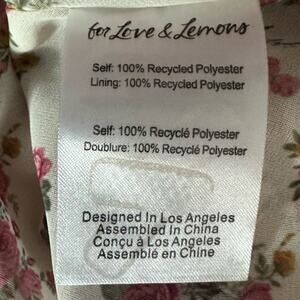 for Love & Lemons
Self: 100% Recycled Polyester
Lining: 100% Recycled Polyester
Self: 100% Recyclé Polyester
Doublure: 100% Recyclé Polyester
Designed In Los Angeles
Assembled In China
Conçu à Los Angeles
Assemblé en Chine